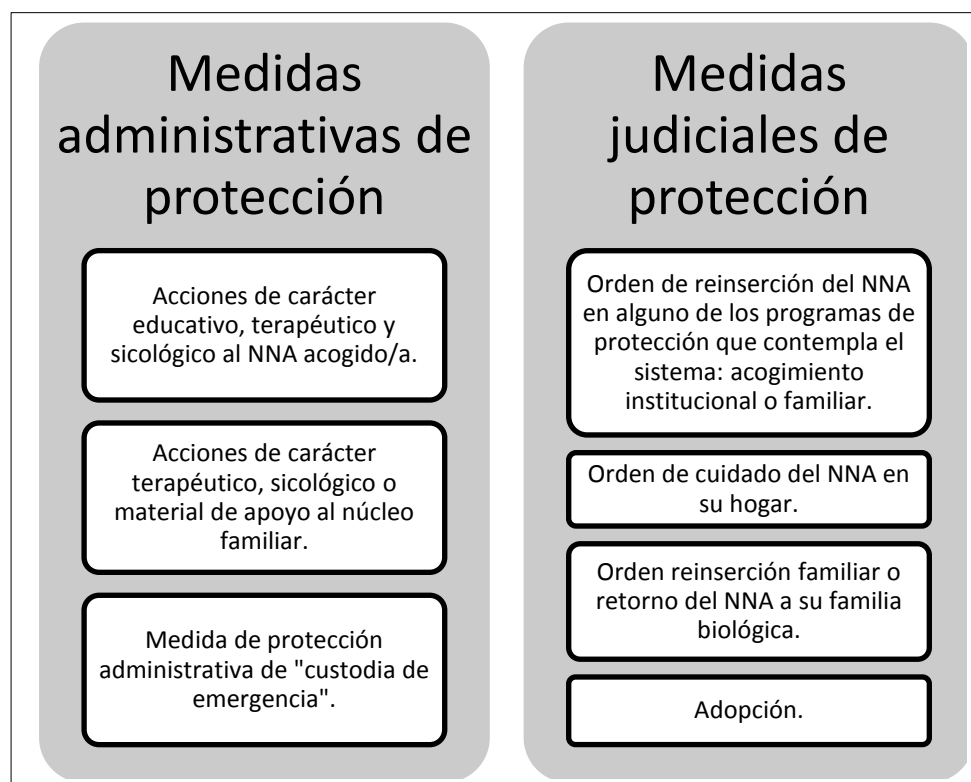 Medidas
administrativas de
protección
Acciones de carácter
educativo, terapéutico y
sicológico al NNA acogido/a.
Acciones de carácter
terapéutico, sicológico o
material de apoyo al núcleo
familiar.
Medida de protección
administrativa de "custodia de
emergencia".
Medidas
judiciales de
protección
Orden de reinserción del NNA
en alguno de los programas de
protección que contempla el
sistema: acogimiento
institucional o familiar.
Orden de cuidado del NNA en
su hogar.
Orden reinserción familiar o
retorno del NNA a su familia
biológica.
Adopción.